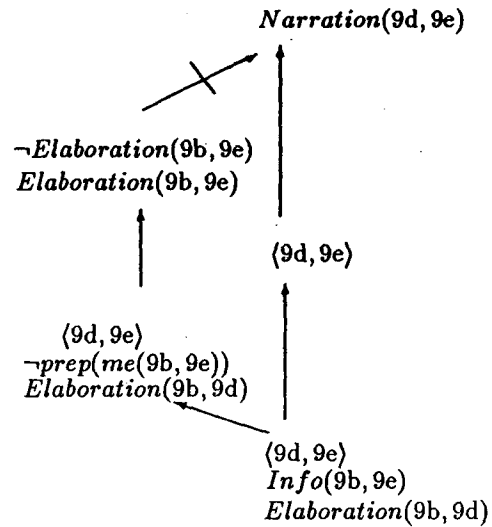 Narration(9d, 9e)
¬Elaboration(9b, 9e)
Elaboration(9b, 9e)
⟨9d, 9e⟩
⟨9d, 9e⟩
¬prep(me(9b, 9e))
Elaboration(9b, 9d)
⟨9d, 9e⟩
Info(9b, 9e)
Elaboration(9b, 9d)